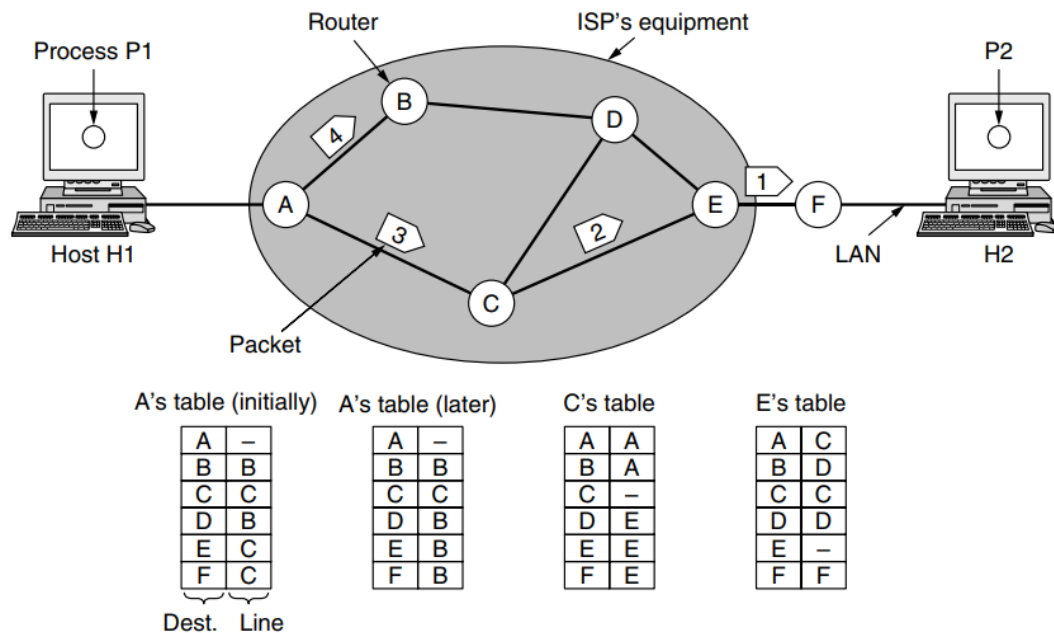 Router ISP's equipment
Process P1 P2
B
D
4
1
A E F
3 2
Host H1 LAN H2
C
Packet
A's table (initially) A's table (later) C's table E's table
A – A – A A A C
B B B B B A B D
C C C C C – C C
D B D B D E D D
E C E B E E E –
F C F B F E F F
Dest. Line